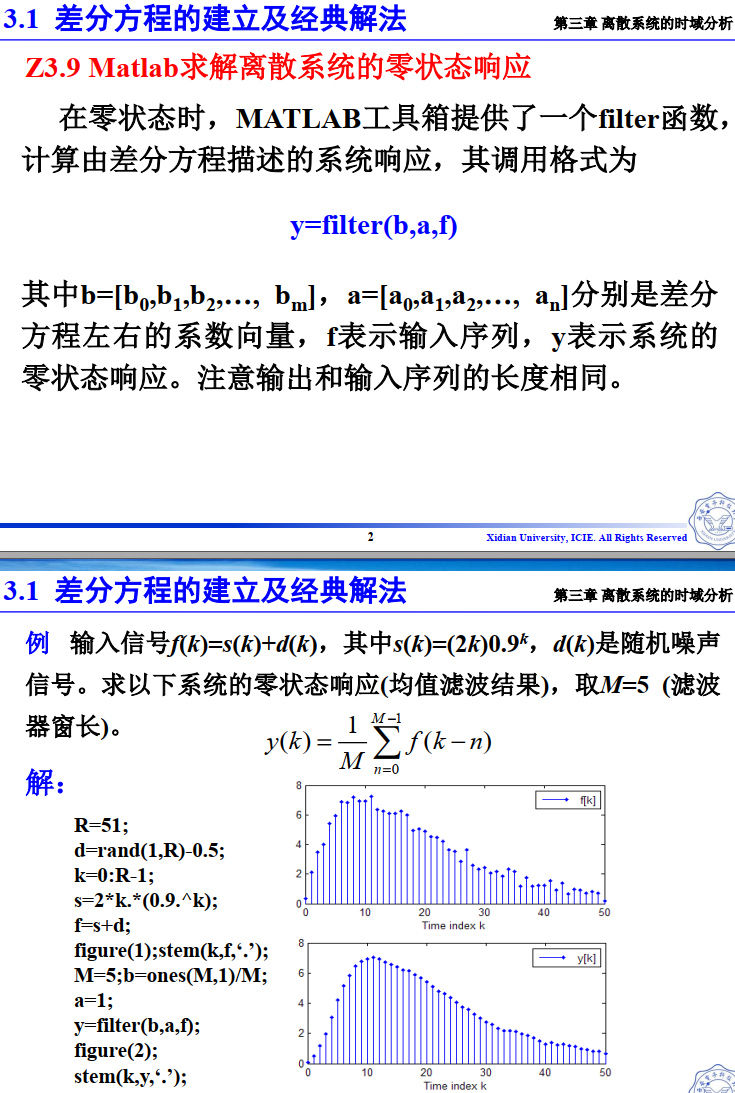 3.1 差分方程的建立及经典解法
第三章 离散系统的时域分析
Z3.9 Matlab求解离散系统的零状态响应
在零状态时，MATLAB工具箱提供了一个filter函数，
计算由差分方程描述的系统响应，其调用格式为
y=filter(b,a,f)
其中b=[b₀,b₁,b₂,…, bₘ]，a=[a₀,a₁,a₂,…, aₙ]分别是差分
方程左右的系数向量，f表示输入序列，y表示系统的
零状态响应。注意输出和输入序列的长度相同。
2
Xidian University, ICIE. All Rights Reserved
3.1 差分方程的建立及经典解法
第三章 离散系统的时域分析
例 输入信号f(k)=s(k)+d(k)，其中s(k)=(2k)0.9ᵏ，d(k)是随机噪声
信号。求以下系统的零状态响应(均值滤波结果)，取M=5 (滤波
器窗长)。
y(k) = 1/M ∑_{n=0}^{M−1} f(k−n)
解：
R=51;
d=rand(1,R)-0.5;
k=0:R-1;
s=2*k.*(0.9.^k);
f=s+d;
figure(1);stem(k,f,‘.’);
M=5;b=ones(M,1)/M;
a=1;
y=filter(b,a,f);
figure(2);
stem(k,y,‘.’);
8
6
4
2
0
0 10 20 30 40 50
Time index k
f[k]
8
6
4
2
0
0 10 20 30 40 50
Time index k
y[k]